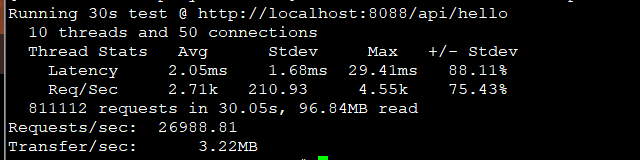 Running 30s test @ http://localhost:8088/api/hello
10 threads and 50 connections
Thread Stats Avg Stdev Max +/- Stdev
Latency 2.05ms 1.68ms 29.41ms 88.11%
Req/Sec 2.71k 210.93 4.55k 75.43%
811112 requests in 30.05s, 96.84MB read
Requests/sec: 26988.81
Transfer/sec: 3.22MB